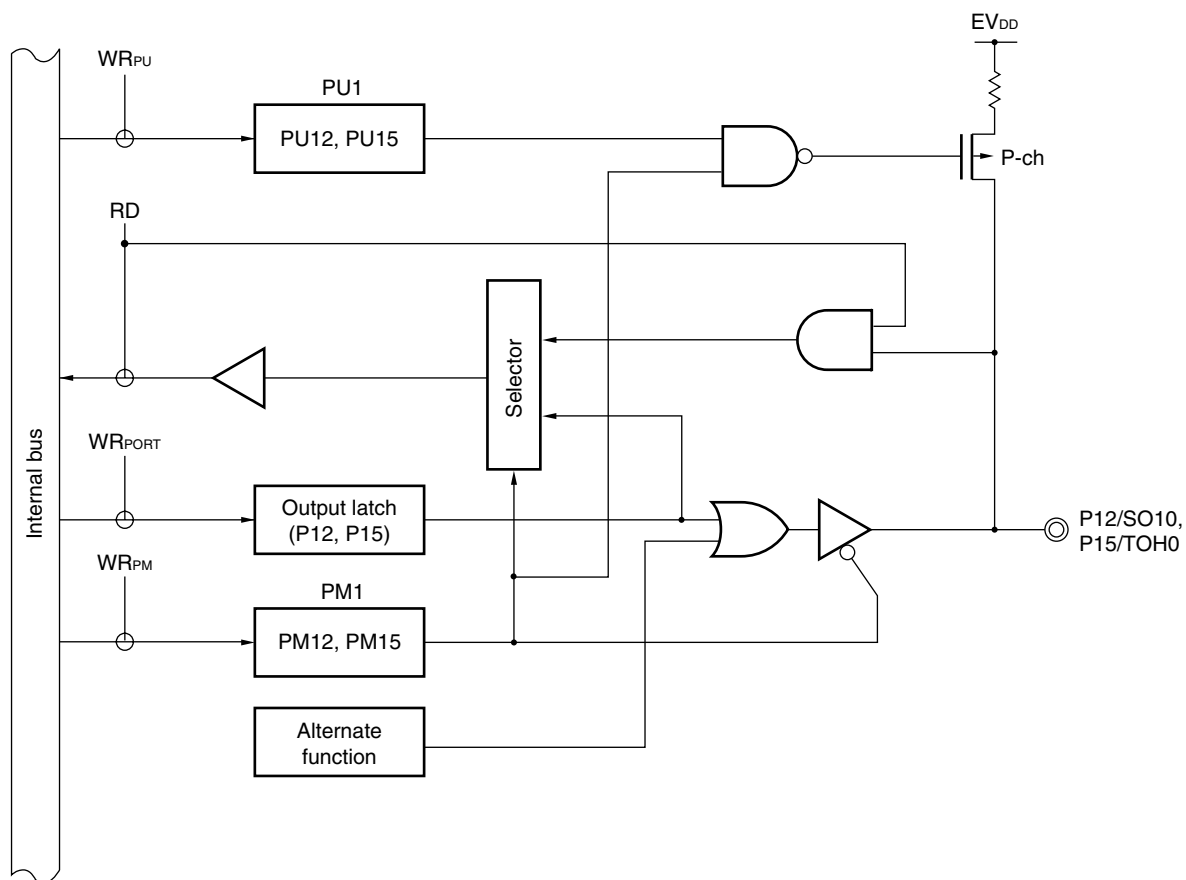 EVDD
WRPU
PU1
PU12, PU15
P-ch
RD
Selector
WRPORT
Internal bus
Output latch
(P12, P15)
P12/SO10,
P15/TOH0
WRPM
PM1
PM12, PM15
Alternate
function